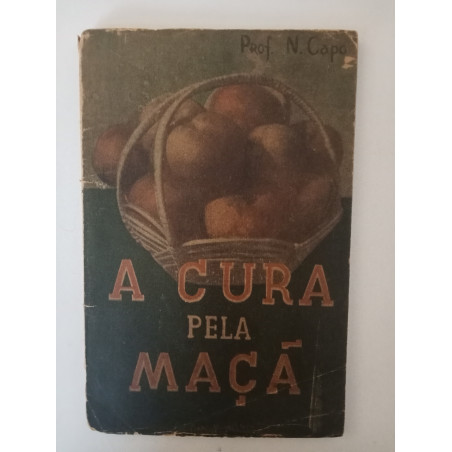 Prof. N. Capo
A CURA
PELA
MAÇÃ